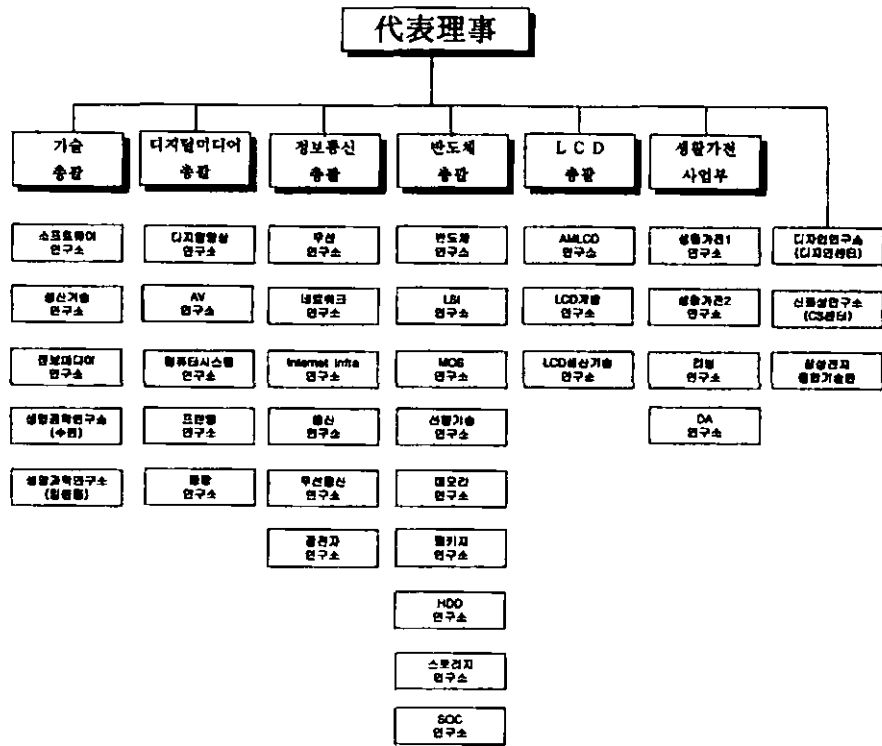 代表理事
기술
총괄
디지털미디어
총괄
정보통신
총괄
반도체
총괄
L C D
총괄
생활가전
사업부
소프트웨어
연구소
디지털영상
연구소
무선
연구소
반도체
연구소
AMLCD
연구소
생활가전1
연구소
디자인연구소
(디자인센터)
생산기술
연구소
AV
연구소
네트워크
연구소
LSI
연구소
LCD개발
연구소
생활가전2
연구소
신뢰성연구소
(CS센터)
정보미디어
연구소
컴퓨터시스템
연구소
Internet Infra
연구소
MOS
연구소
LCD생산기술
연구소
연구소
삼성전자
종합기술원
생명과학연구소
(수원)
프린팅
연구소
연구소
선행기술
연구소
DA
연구소
생명과학연구소
연구소
무선통신
연구소
메모리
연구소
광전자
연구소
패키지
연구소
HDD
연구소
스토리지
연구소
SOC
연구소